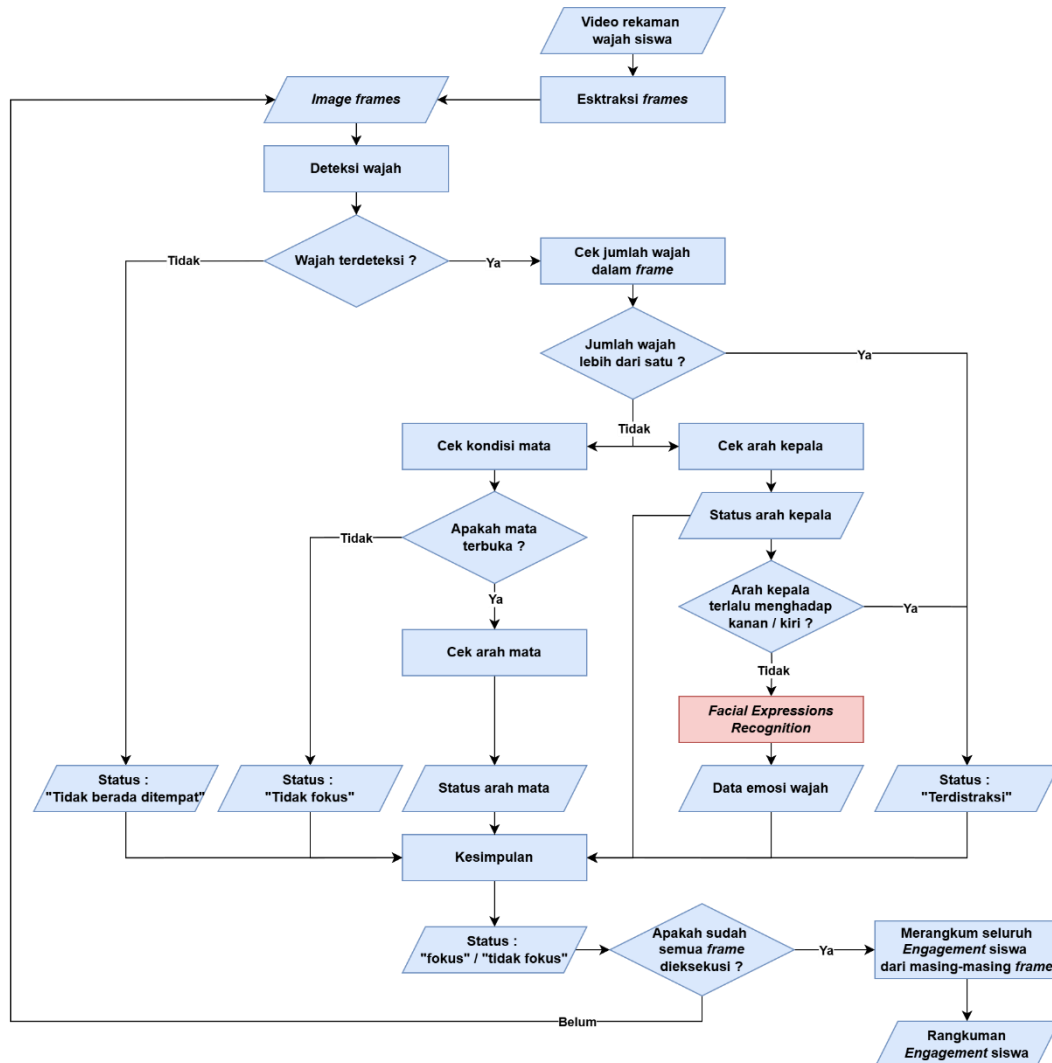 Video rekaman
wajah siswa
Image frames
Esktraksi frames
Deteksi wajah
Tidak
Wajah terdeteksi ?
Ya
Cek jumlah wajah
dalam frame
Jumlah wajah
lebih dari satu ?
Ya
Tidak
Cek kondisi mata
Cek arah kepala
Status arah kepala
Apakah mata
terbuka ?
Tidak
Ya
Arah kepala
terlalu menghadap
kanan / kiri ?
Ya
Tidak
Cek arah mata
Facial Expressions
Recognition
Status :
"Tidak berada ditempat"
Status :
"Tidak fokus"
Status arah mata
Data emosi wajah
Status :
"Terdistraksi"
Kesimpulan
Status :
"fokus" / "tidak fokus"
Apakah sudah
semua frame
dieksekusi ?
Ya
Merangkum seluruh
Engagement siswa
dari masing-masing frame
Belum
Rangkuman
Engagement siswa